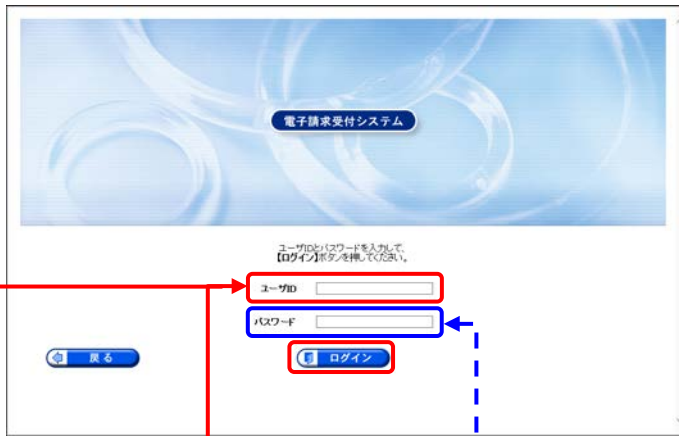 電子請求受付システム
ユーザIDとパスワードを入力して、
【ログイン】ボタンを押してください。
ユーザID
パスワード
戻る
ログイン